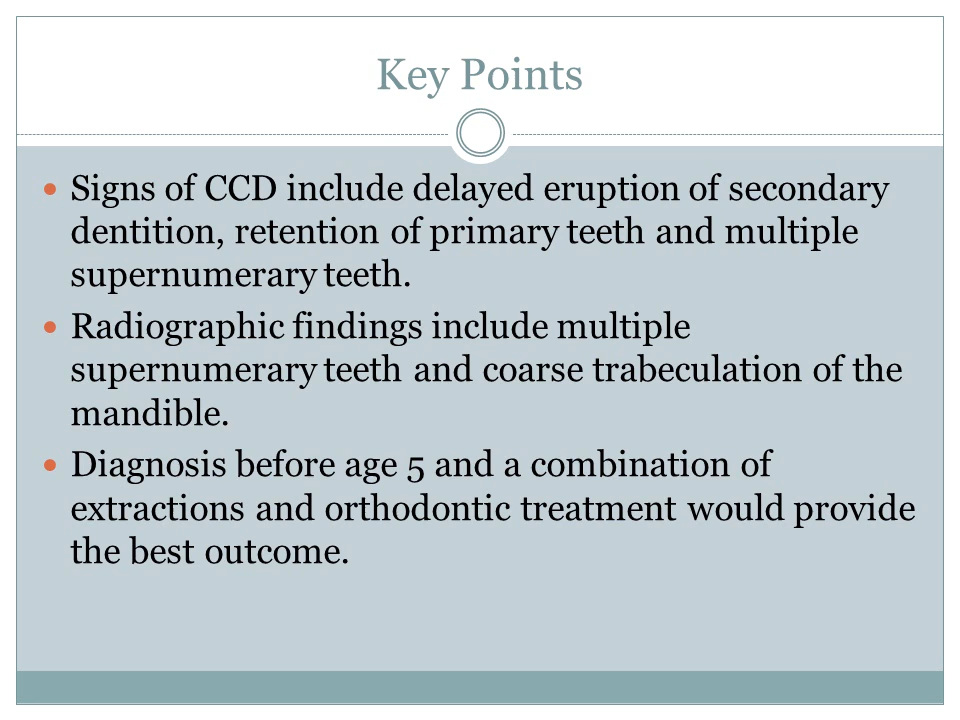 Key Points
• Signs of CCD include delayed eruption of secondary
dentition, retention of primary teeth and multiple
supernumerary teeth.
• Radiographic findings include multiple
supernumerary teeth and coarse trabeculation of the
mandible.
• Diagnosis before age 5 and a combination of
extractions and orthodontic treatment would provide
the best outcome.